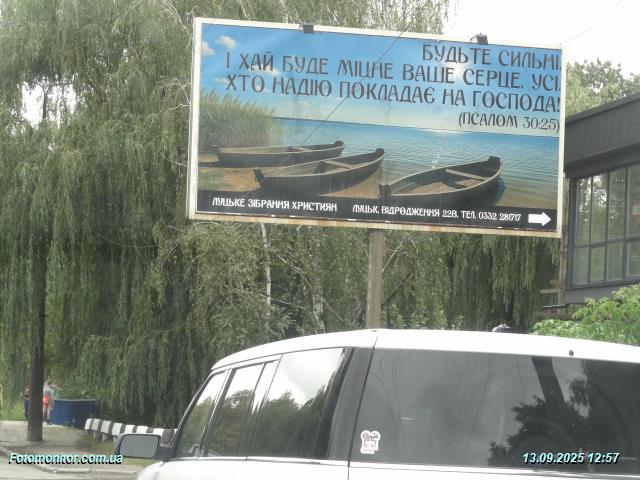 БУДЬТЕ СИЛЬНІ,
І ХАЙ БУДЕ МІЦНЕ ВАШЕ СЕРЦЕ, УСІ,
ХТО НАДІЮ ПОКЛАДАЄ НА ГОСПОДА!
(ПСАЛОМ 30:25)
ЛУЦЬКЕ ЗІБРАННЯ ХРИСТИЯН ЛУЦЬК, ВІДРОДЖЕННЯ 22В. ТЕЛ. 0332 281717
Fotomonitor.com.ua 13.09.2025 12:57